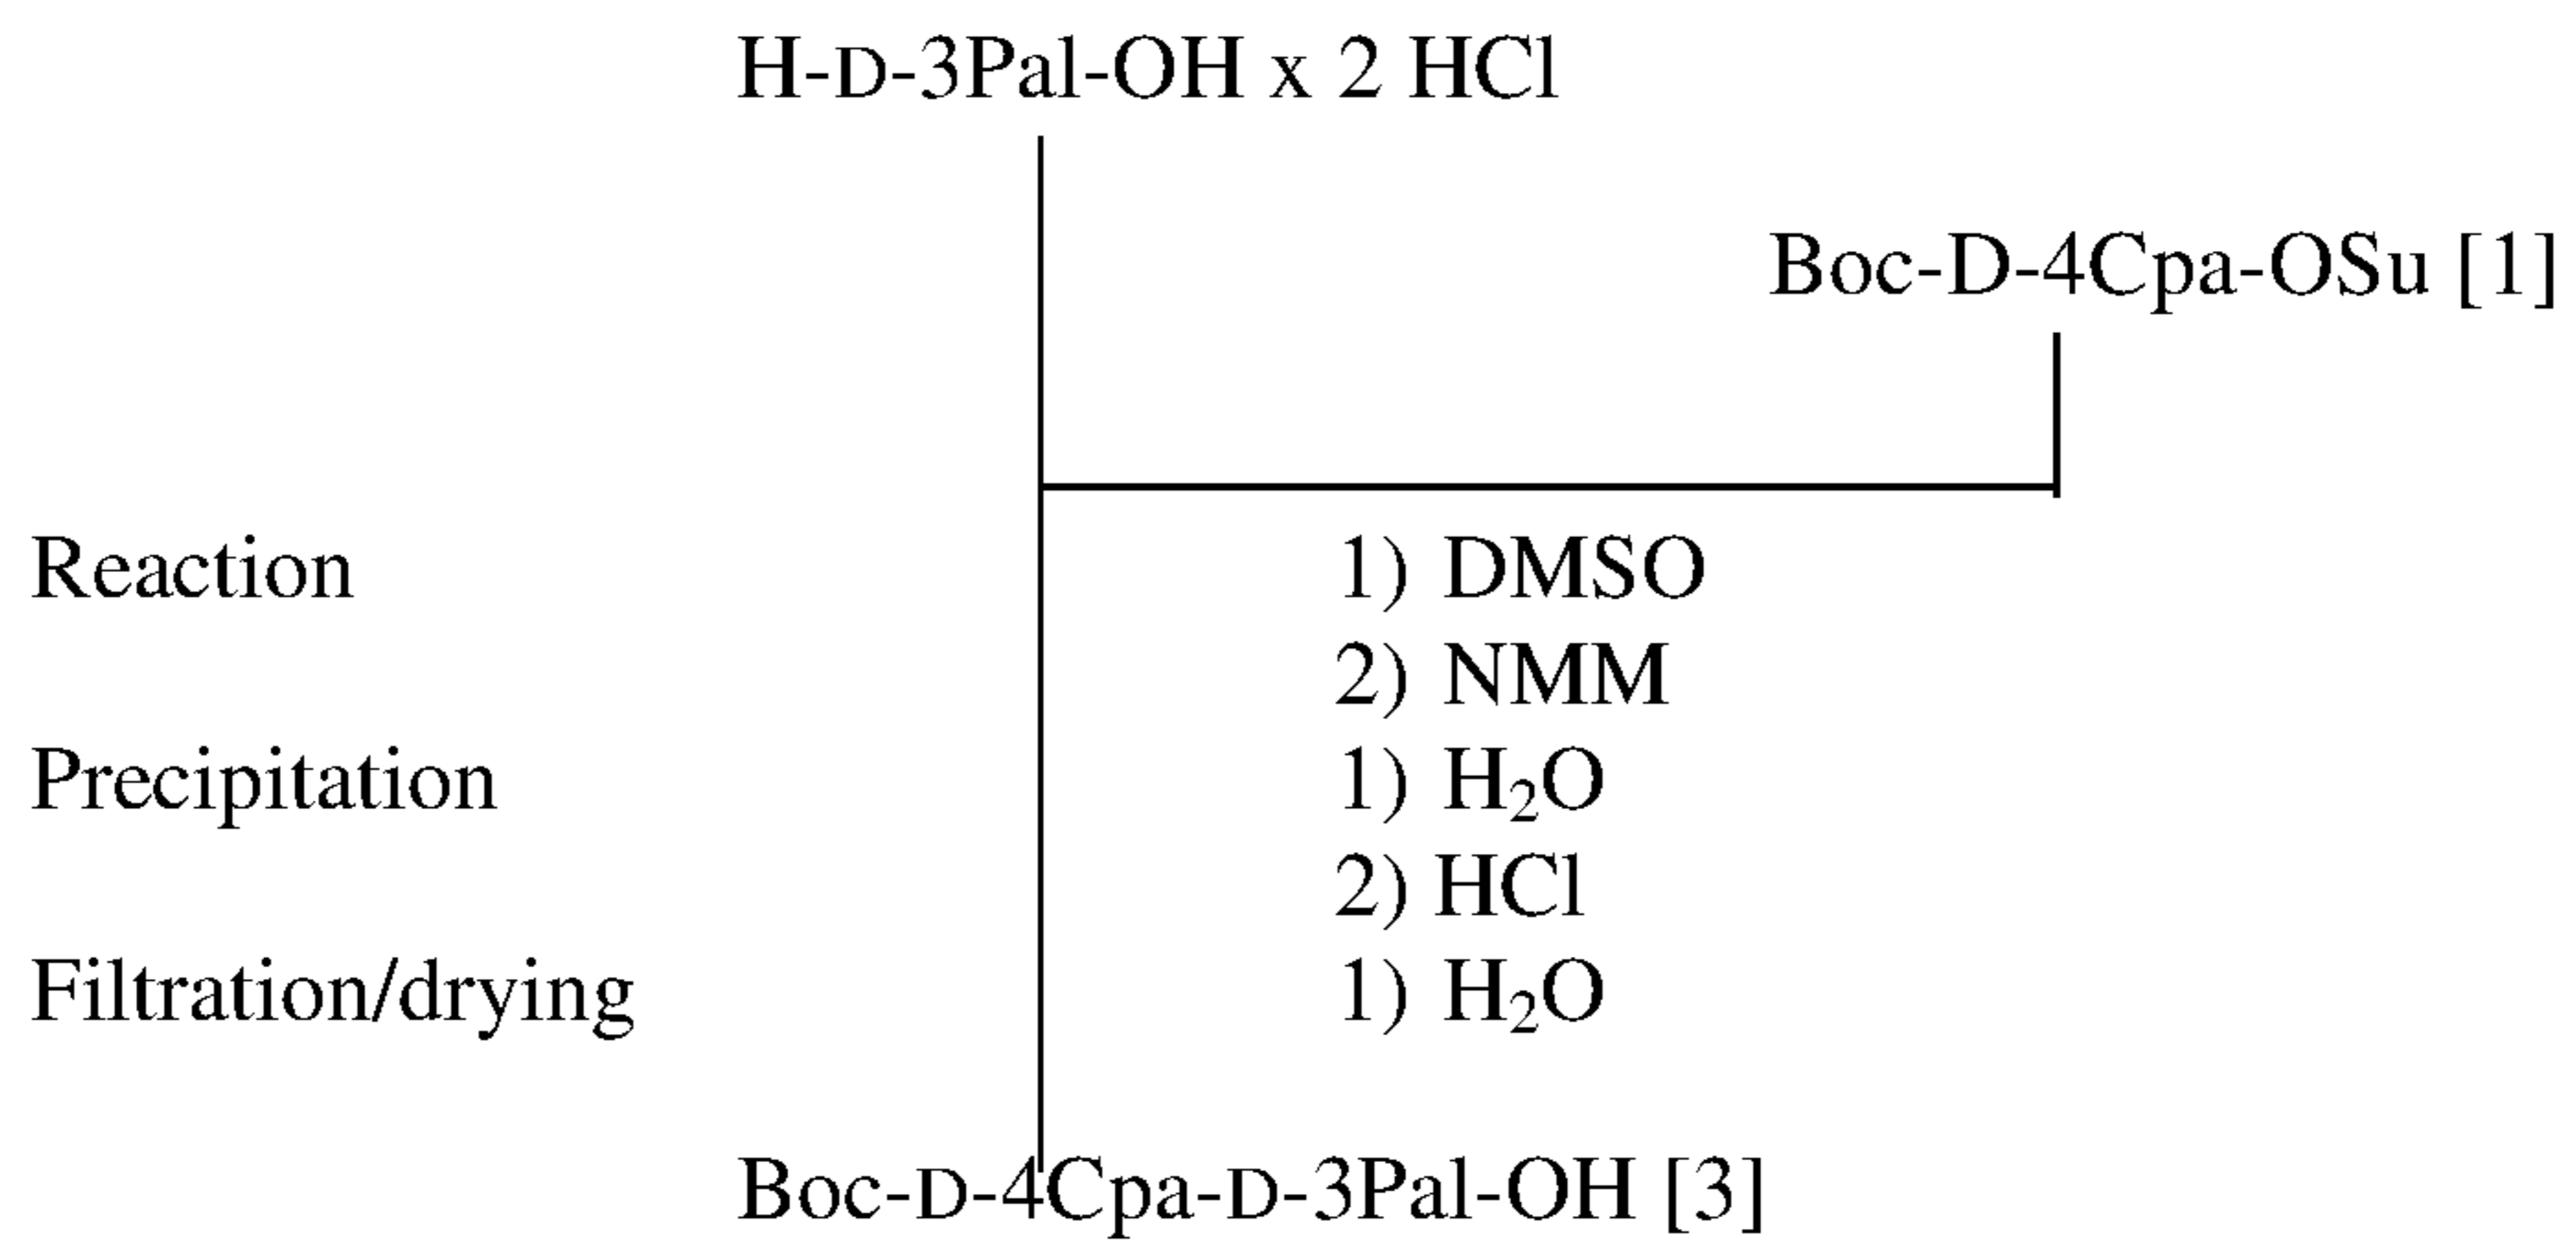 H-D-3Pal-OH x 2 HCl
Boc-D-4Cpa-OSu [1]
Reaction 1) DMSO
2) NMM
Precipitation 1) H₂O
2) HCl
Filtration/drying 1) H₂O
Boc-D-4Cpa-D-3Pal-OH [3]